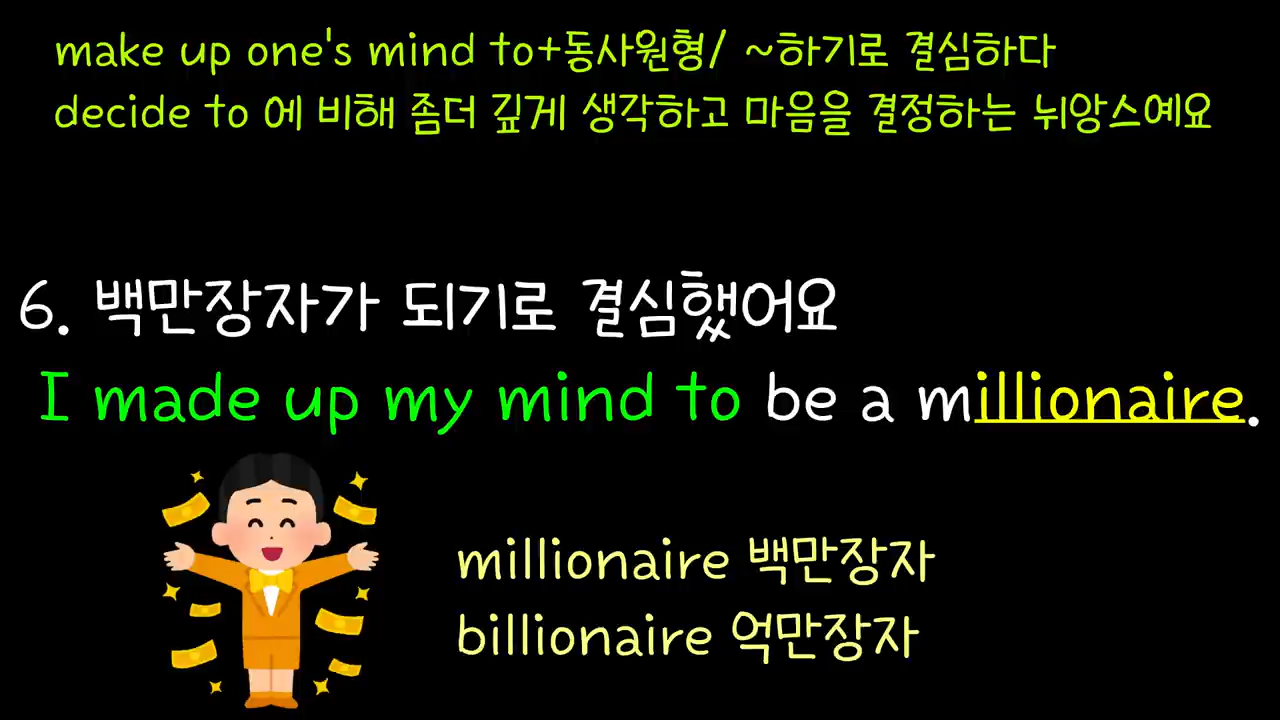 make up one's mind to+동사원형/ ~하기로 결심하다
decide to 에 비해 좀더 깊게 생각하고 마음을 결정하는 뉘앙스예요
6. 백만장자가 되기로 결심했어요
I made up my mind to be a millionaire.
millionaire 백만장자
billionaire 억만장자